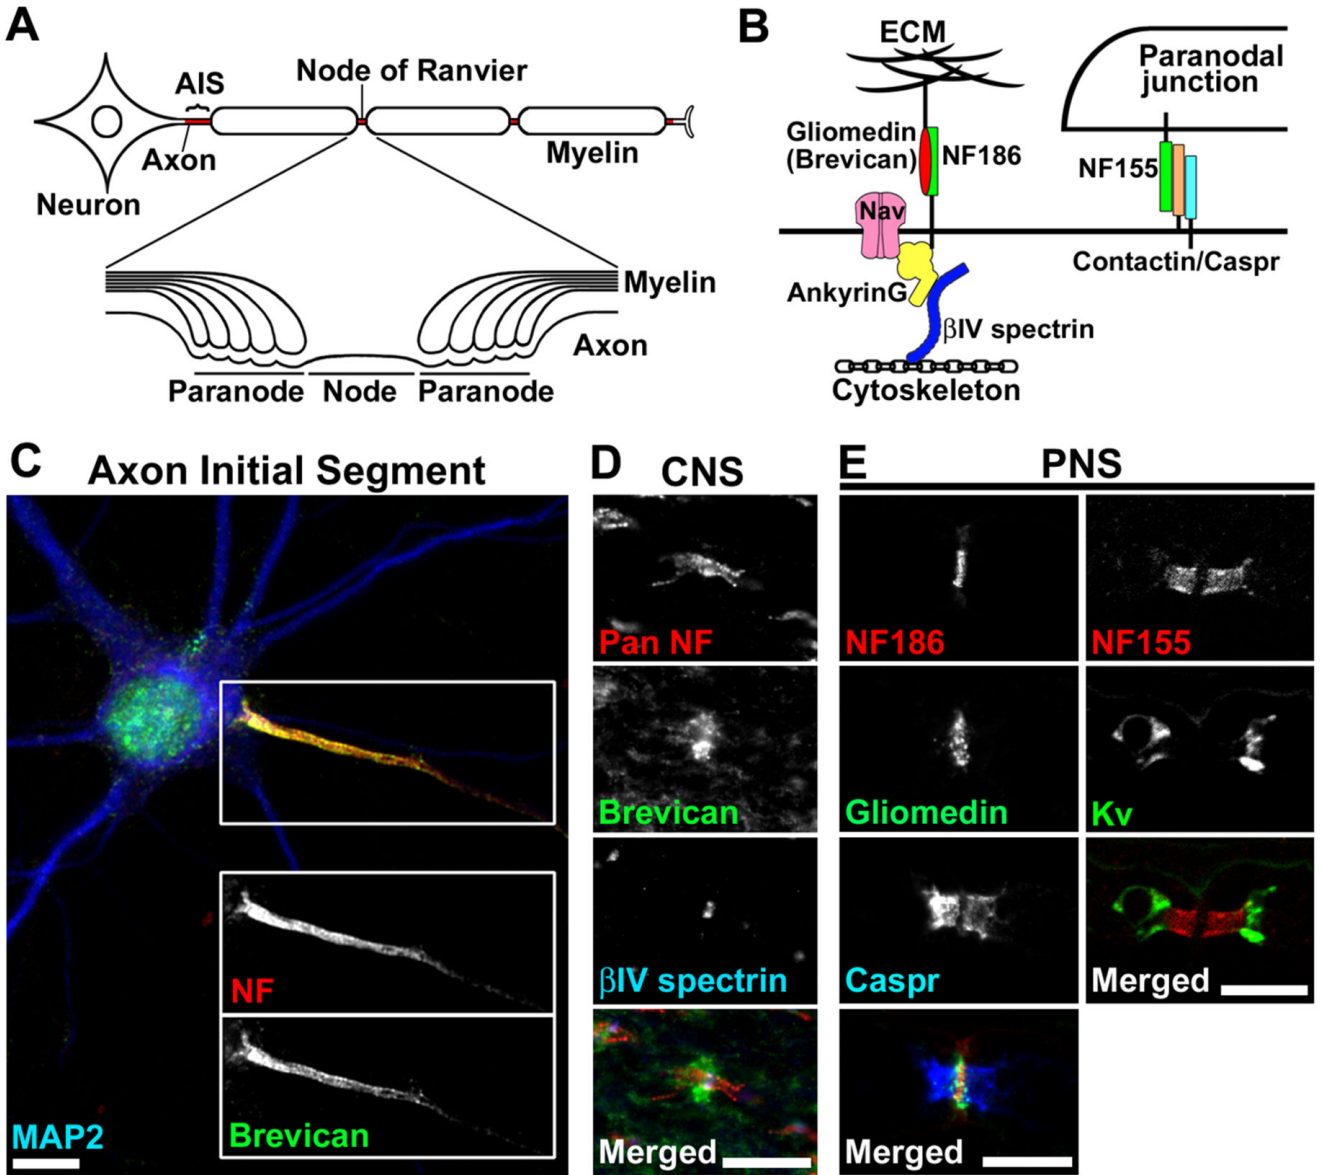 A
AIS
Node of Ranvier
Axon
Myelin
Neuron
Myelin
Axon
Paranode
Node
Paranode
B
ECM
Paranodal
junction
Gliomedin
(Brevican)
NF186
NF155
Nav
Contactin/Caspr
AnkyrinG
βIV spectrin
Cytoskeleton
C
Axon Initial Segment
NF
Brevican
MAP2
D
CNS
Pan NF
Brevican
βIV spectrin
Merged
E
PNS
NF186
NF155
Gliomedin
Kv
Caspr
Merged
Merged